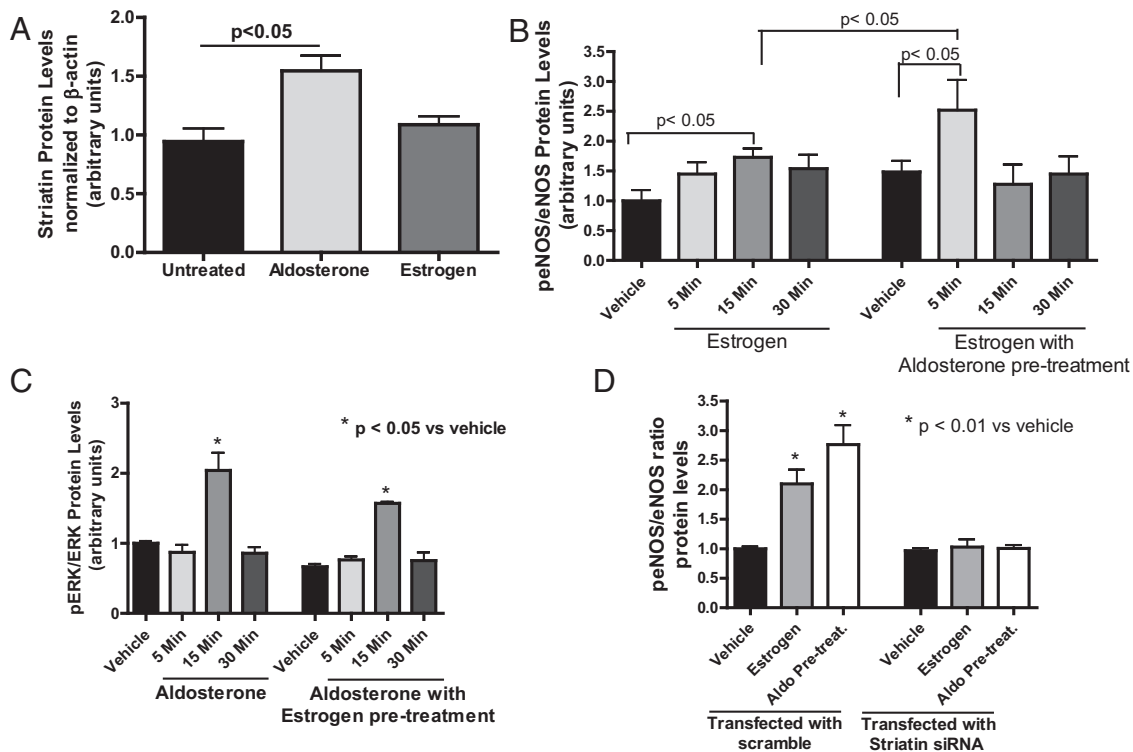 A
Striatin Protein Levels
normalized to β-actin
(arbitrary units)
2.0
1.5
1.0
0.5
0.0
p<0.05
Untreated
Aldosterone
Estrogen
B
peNOS/eNOS Protein Levels
(arbitrary units)
3.5
3.0
2.5
2.0
1.5
1.0
0.5
0.0
p< 0.05
p< 0.05
p< 0.05
Vehicle
5 Min
15 Min
30 Min
Vehicle
5 Min
15 Min
30 Min
Estrogen
Estrogen with
Aldosterone pre-treatment
C
pERK/ERK Protein Levels
(arbitrary units)
3
2
1
0
*
*
* p < 0.05 vs vehicle
Vehicle
5 Min
15 Min
30 Min
Vehicle
5 Min
15 Min
30 Min
Aldosterone
Aldosterone with
Estrogen pre-treatment
D
peNOS/eNOS ratio
protein levels
3.5
3.0
2.5
2.0
1.5
1.0
0.5
0.0
*
*
* p < 0.01 vs vehicle
Vehicle
Estrogen
Aldo Pre-treat.
Vehicle
Estrogen
Aldo Pre-treat.
Transfected with
scramble
Transfected with
Striatin siRNA